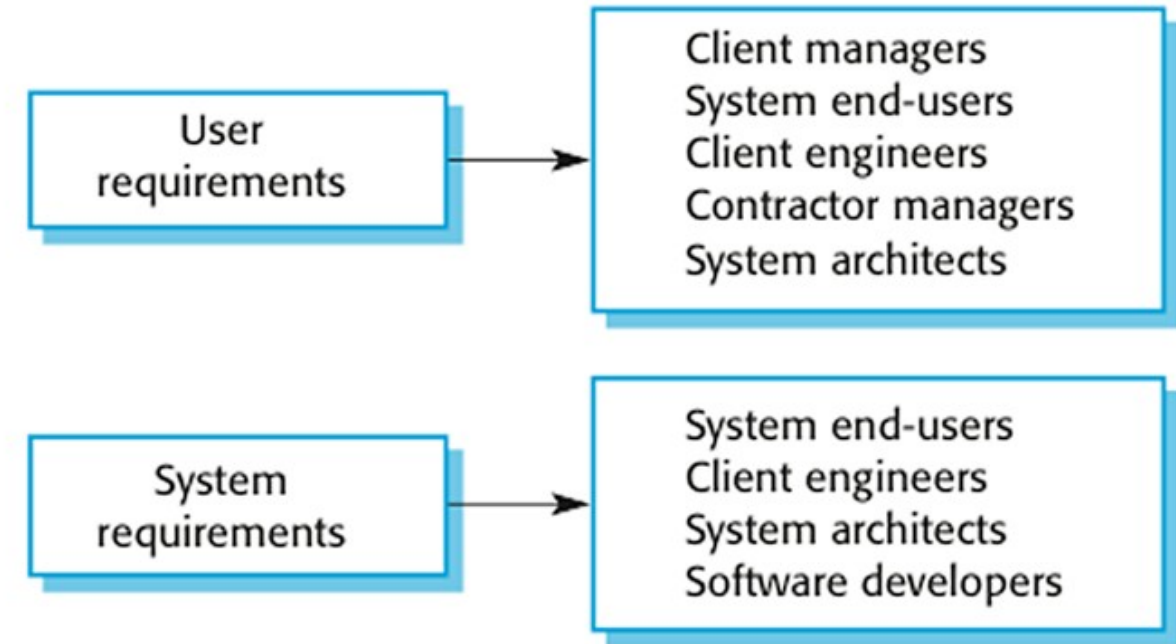 User
requirements
Client managers
System end-users
Client engineers
Contractor managers
System architects
System
requirements
System end-users
Client engineers
System architects
Software developers